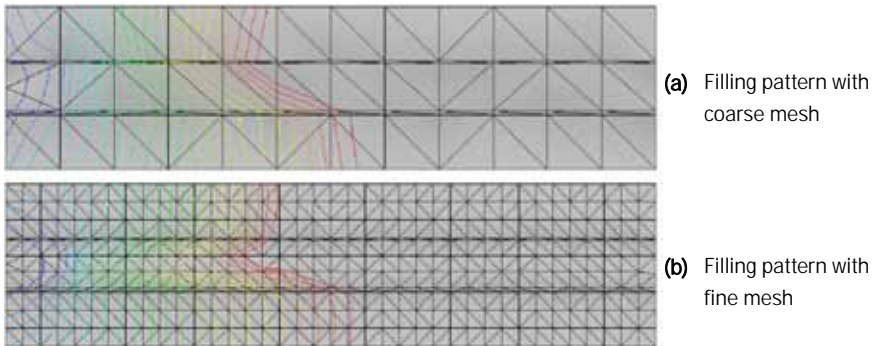 (a) Filling pattern with
coarse mesh
(b) Filling pattern with
fine mesh